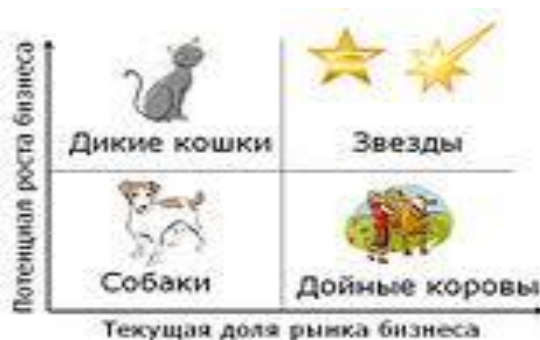 Потенциал роста бизнеса
Дикие кошки
Звезды
Собаки
Дойные коровы
Текущая доля рынка бизнеса